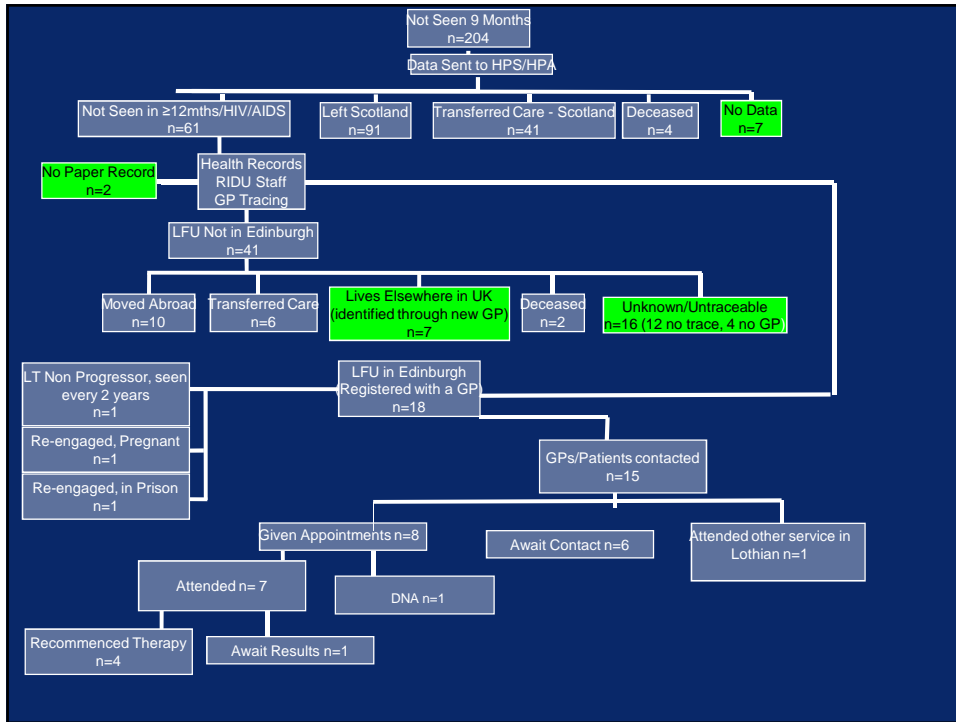 Not Seen 9 Months
n=204
Data Sent to HPS/HPA
Not Seen in ≥12mths/HIV/AIDS
n=61
Left Scotland
n=91
Transferred Care - Scotland
n=41
Deceased
n=4
No Data
n=7
No Paper Record
n=2
Health Records
RIDU Staff
GP Tracing
LFU Not in Edinburgh
n=41
Moved Abroad
n=10
Transferred Care
n=6
Lives Elsewhere in UK
(identified through new GP)
n=7
Deceased
n=2
Unknown/Untraceable
n=16 (12 no trace, 4 no GP)
LT Non Progressor, seen
every 2 years
n=1
Re-engaged, Pregnant
n=1
Re-engaged, in Prison
n=1
LFU in Edinburgh
(Registered with a GP)
n=18
GPs/Patients contacted
n=15
Given Appointments n=8
Await Contact n=6
Attended other service in
Lothian n=1
Attended n= 7
DNA n=1
Recommenced Therapy
n=4
Await Results n=1